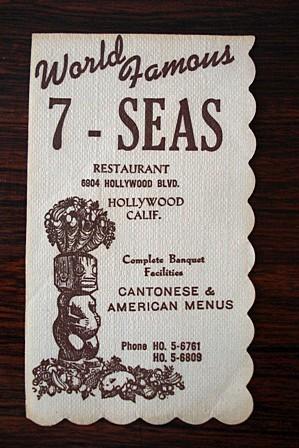 World
Famous
7 - SEAS
RESTAURANT
6904 HOLLYWOOD BLVD.
HOLLYWOOD
CALIF.
Complete Banquet
Facilities
CANTONESE &
AMERICAN MENUS
Phone HO. 5-6761
HO. 5-6809